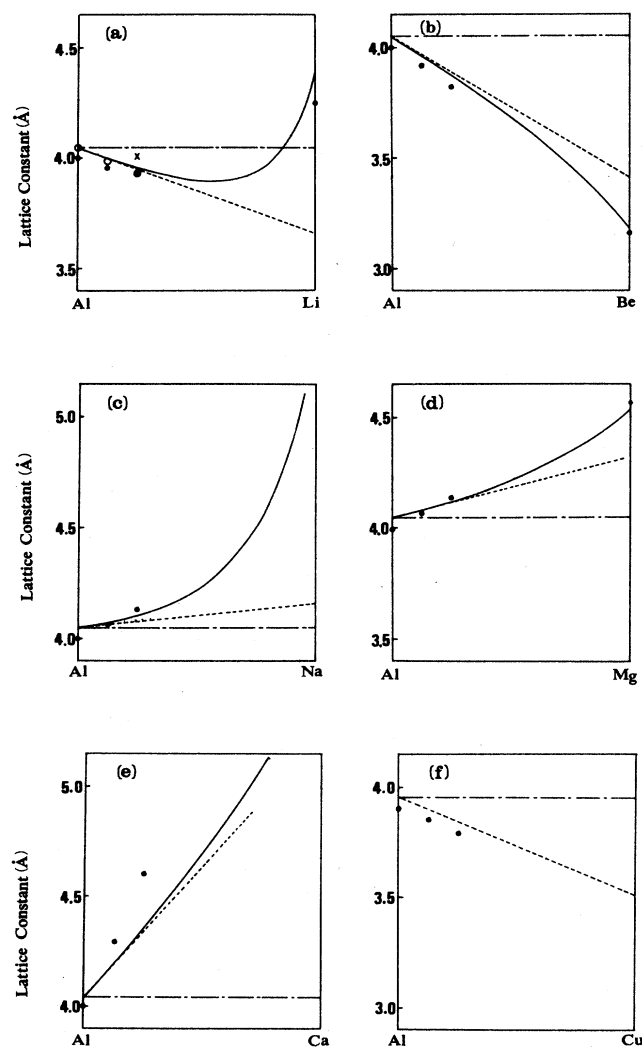 (a)
4.5
4.0
3.5
Lattice Constant (Å)
Al
Li
x
(b)
4.0
3.5
3.0
Al
Be
(c)
5.0
4.5
4.0
Lattice Constant (Å)
Al
Na
(d)
4.5
4.0
3.5
Al
Mg
(e)
5.0
4.5
4.0
Lattice Constant (Å)
Al
Ca
(f)
4.0
3.5
3.0
Al
Cu